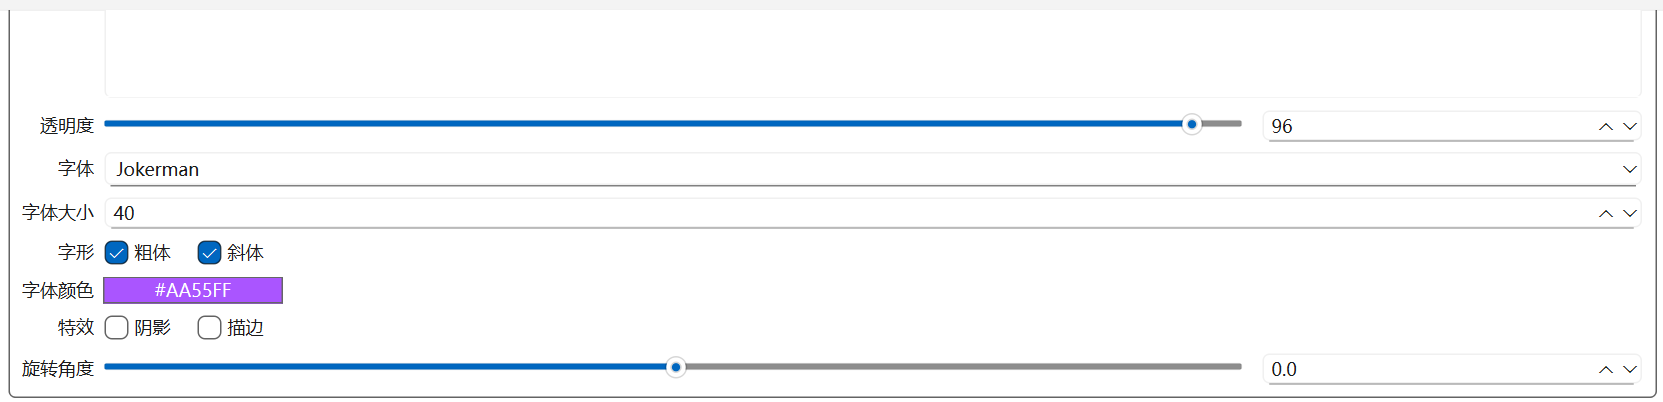 透明度 96
字体 Jokerman
字体大小 40
字形 粗体 斜体
字体颜色 #AA55FF
特效 阴影 描边
旋转角度 0.0